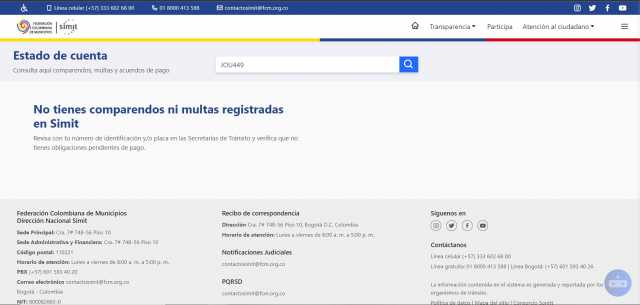 Línea celular (+57) 333 602 68 00
01 8000 413 588
contactosimit@fcm.org.co
FEDERACIÓN
COLOMBIANA
DE MUNICIPIOS
simit
Transparencia
Participa
Atención al ciudadano
Estado de cuenta
Consulta aquí comparendos, multas y acuerdos de pago
JOU449
No tienes comparendos ni multas registradas
en Simit
Revisa con tu número de identificación y/o placa en las Secretarías de Tránsito y verifica que no
tienes obligaciones pendientes de pago.
Federación Colombiana de Municipios
Dirección Nacional Simit
Sede Principal: Cra. 7# 74B-56 Piso 10
Sede Administrativa y Financiera: Cra. 7# 74B-56 Piso 10
Código postal: 110221
Horario de atención: Lunes a viernes de 8:00 a. m. a 5:00 p. m.
PBX (+57) 601 593 40 20
Correo electrónico contactosimit@fcm.org.co
Bogotá - Colombia
NIT:
Recibo de correspondencia
Dirección Cra. 7# 74B-56 Piso 10, Bogotá D.C. Colombia
Horario de atención: Lunes a viernes de 8:00 a. m. a 5:00 p. m.
Notificaciones Judiciales
contactosimit@fcm.org.co
PQRSD
contactosimit@fcm.org.co
Síguenos en
Contáctanos
Línea celular (+57) 333 602 68 00
Línea gratuita: 01 8000 413 588 | Línea Bogotá: (+57) 601 593 40 26
La información contenida en el sistema es generada y reportada por los
organismos de tránsito.
Política de datos | Mapa del sitio | Consorcio Simit